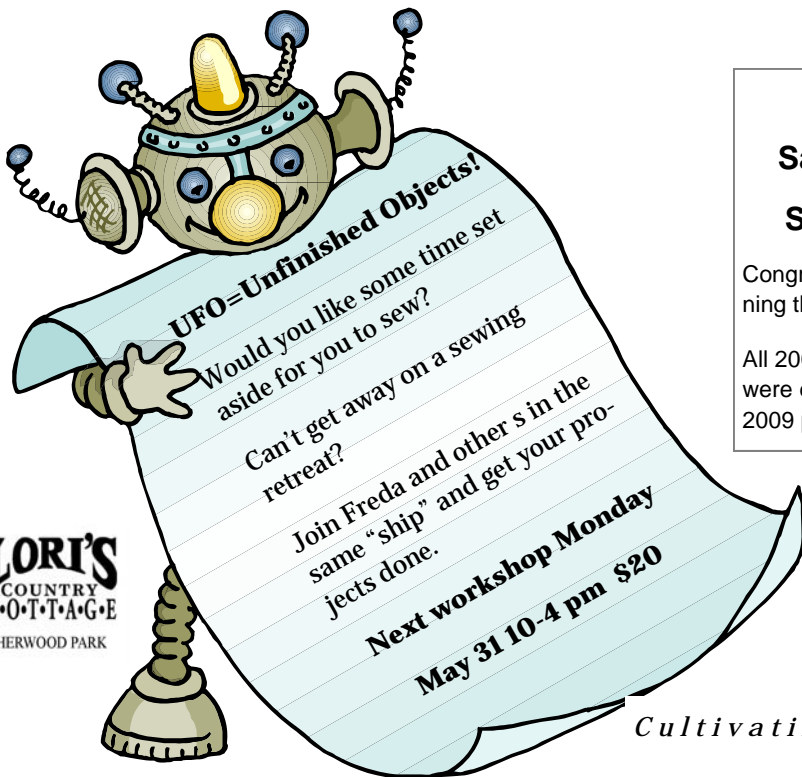 UFO=Unfinished Objects!
Would you like some time set
aside for you to sew?
Can't get away on a sewing
retreat?
Join Freda and other s in the
same “ship” and get your pro-
jects done.
Next workshop Monday
May 31 10-4 pm $20
LORI'S
COUNTRY
O•T•T•A•G•E
HERWOOD PARK
Sa
S
Congr
ning th
All 200
were
2009
Cultivati